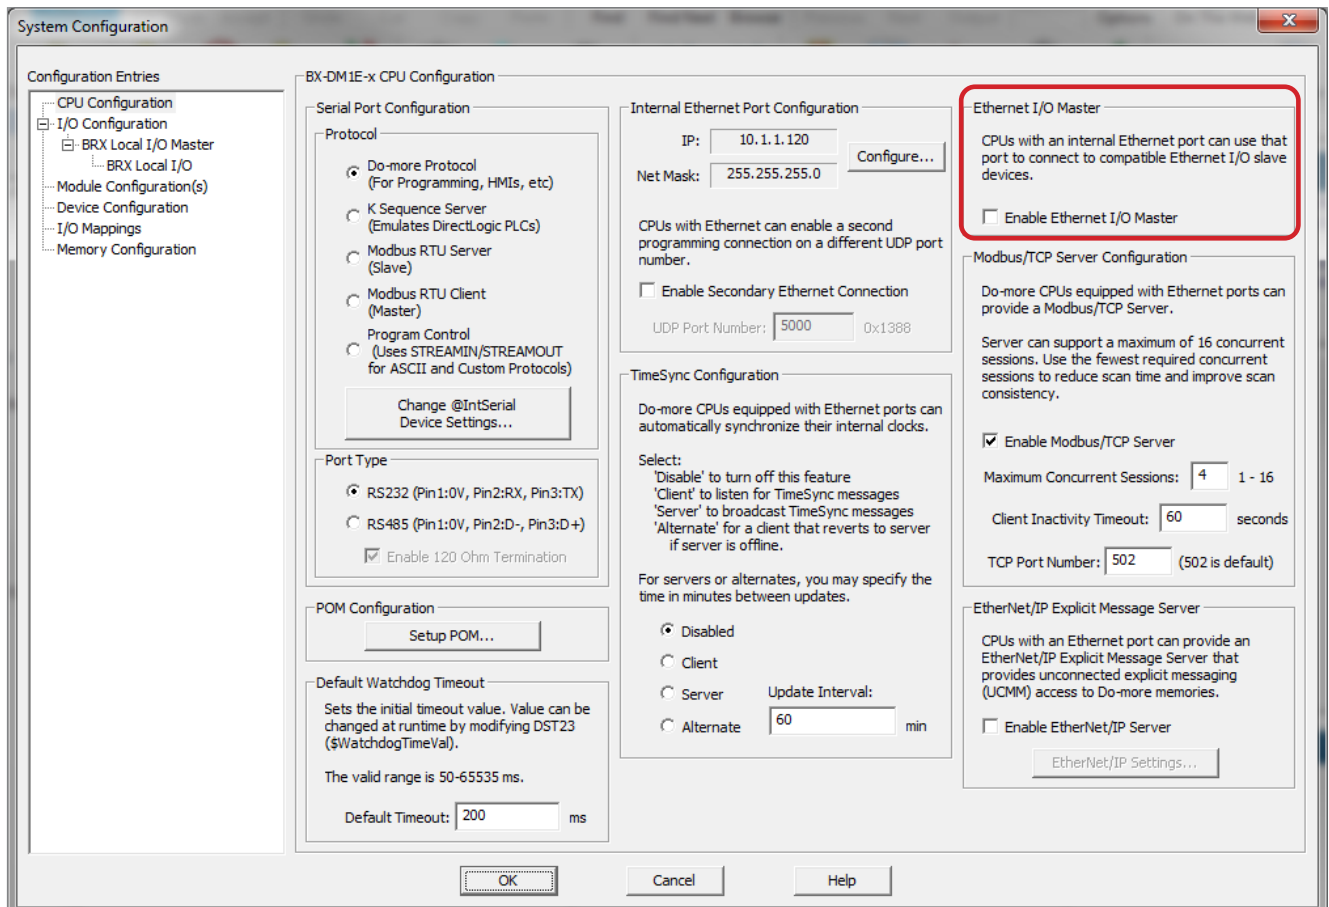 System Configuration
Configuration Entries
CPU Configuration
I/O Configuration
BRX Local I/O Master
BRX Local I/O
Module Configuration(s)
Device Configuration
I/O Mappings
Memory Configuration
BX-DM1E-x CPU Configuration
Serial Port Configuration
Protocol
Do-more Protocol
(For Programming, HMIs, etc)
K Sequence Server
(Emulates DirectLogic PLCs)
Modbus RTU Server
(Slave)
Modbus RTU Client
(Master)
Program Control
(Uses STREAMIN/STREAMOUT
for ASCII and Custom Protocols)
Change @IntSerial
Device Settings...
Port Type
RS232 (Pin1:0V, Pin2:RX, Pin3:TX)
RS485 (Pin1:0V, Pin2:D-, Pin3:D+)
Enable 120 Ohm Termination
POM Configuration
Setup POM...
Default Watchdog Timeout
Sets the initial timeout value. Value can be
changed at runtime by modifying DST23
($WatchdogTimeVal).
The valid range is 50-65535 ms.
Default Timeout: 200 ms
Internal Ethernet Port Configuration
IP: 10.1.1.120
Configure...
Net Mask: 255.255.255.0
CPUs with Ethernet can enable a second
programming connection on a different UDP port
number.
Enable Secondary Ethernet Connection
UDP Port Number: 5000 0x1388
TimeSync Configuration
Do-more CPUs equipped with Ethernet ports can
automatically synchronize their internal clocks.
Select:
'Disable' to turn off this feature
'Client' to listen for TimeSync messages
'Server' to broadcast TimeSync messages
'Alternate' for a client that reverts to server
if server is offline.
For servers or alternates, you may specify the
time in minutes between updates.
Disabled
Client
Server Update Interval:
Alternate 60 min
Ethernet I/O Master
CPUs with an internal Ethernet port can use that
port to connect to compatible Ethernet I/O slave
devices.
Enable Ethernet I/O Master
Modbus/TCP Server Configuration
Do-more CPUs equipped with Ethernet ports can
provide a Modbus/TCP Server.
Server can support a maximum of 16 concurrent
sessions. Use the fewest required concurrent
sessions to reduce scan time and improve scan
consistency.
Enable Modbus/TCP Server
Maximum Concurrent Sessions: 4 1 - 16
Client Inactivity Timeout: 60 seconds
TCP Port Number: 502 (502 is default)
EtherNet/IP Explicit Message Server
CPUs with an Ethernet port can provide an
EtherNet/IP Explicit Message Server that
provides unconnected explicit messaging
(UCMM) access to Do-more memories.
Enable EtherNet/IP Server
EtherNet/IP Settings...
OK
Cancel
Help